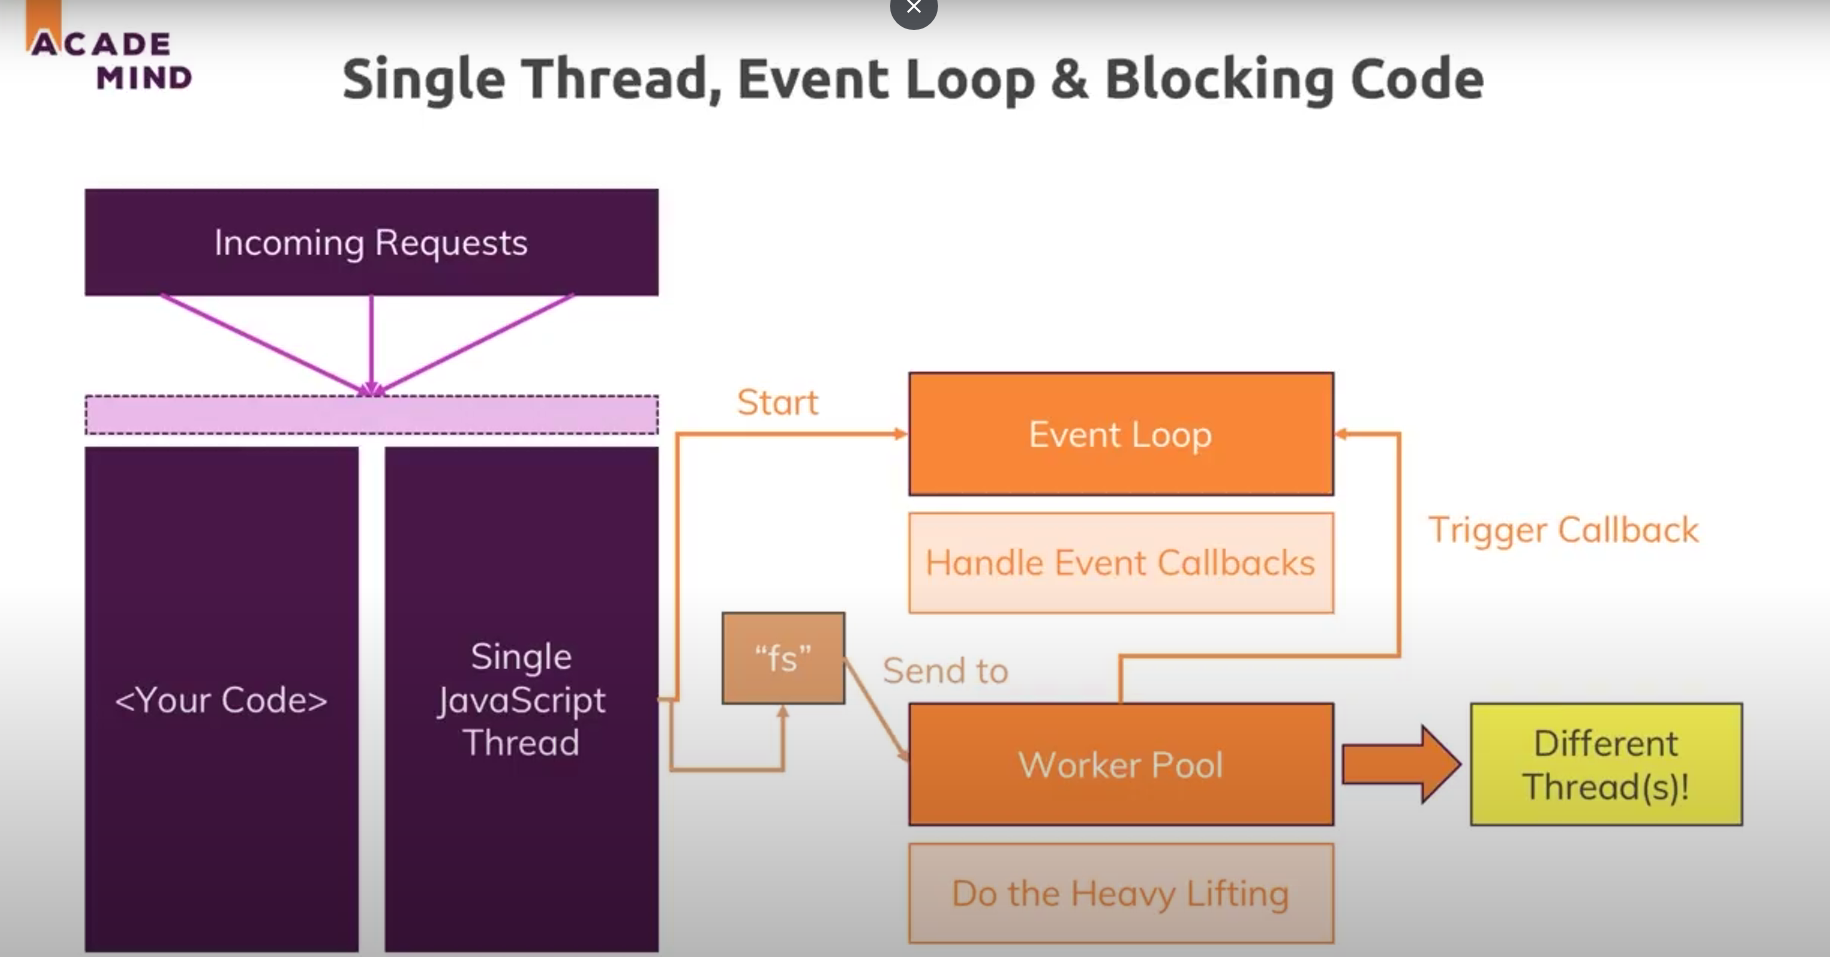 ACADE
MIND
Single Thread, Event Loop & Blocking Code
Incoming Requests
<Your Code>
Single
JavaScript
Thread
Start
Event Loop
Handle Event Callbacks
Trigger Callback
“fs”
Send to
Worker Pool
Different
Thread(s)!
Do the Heavy Lifting